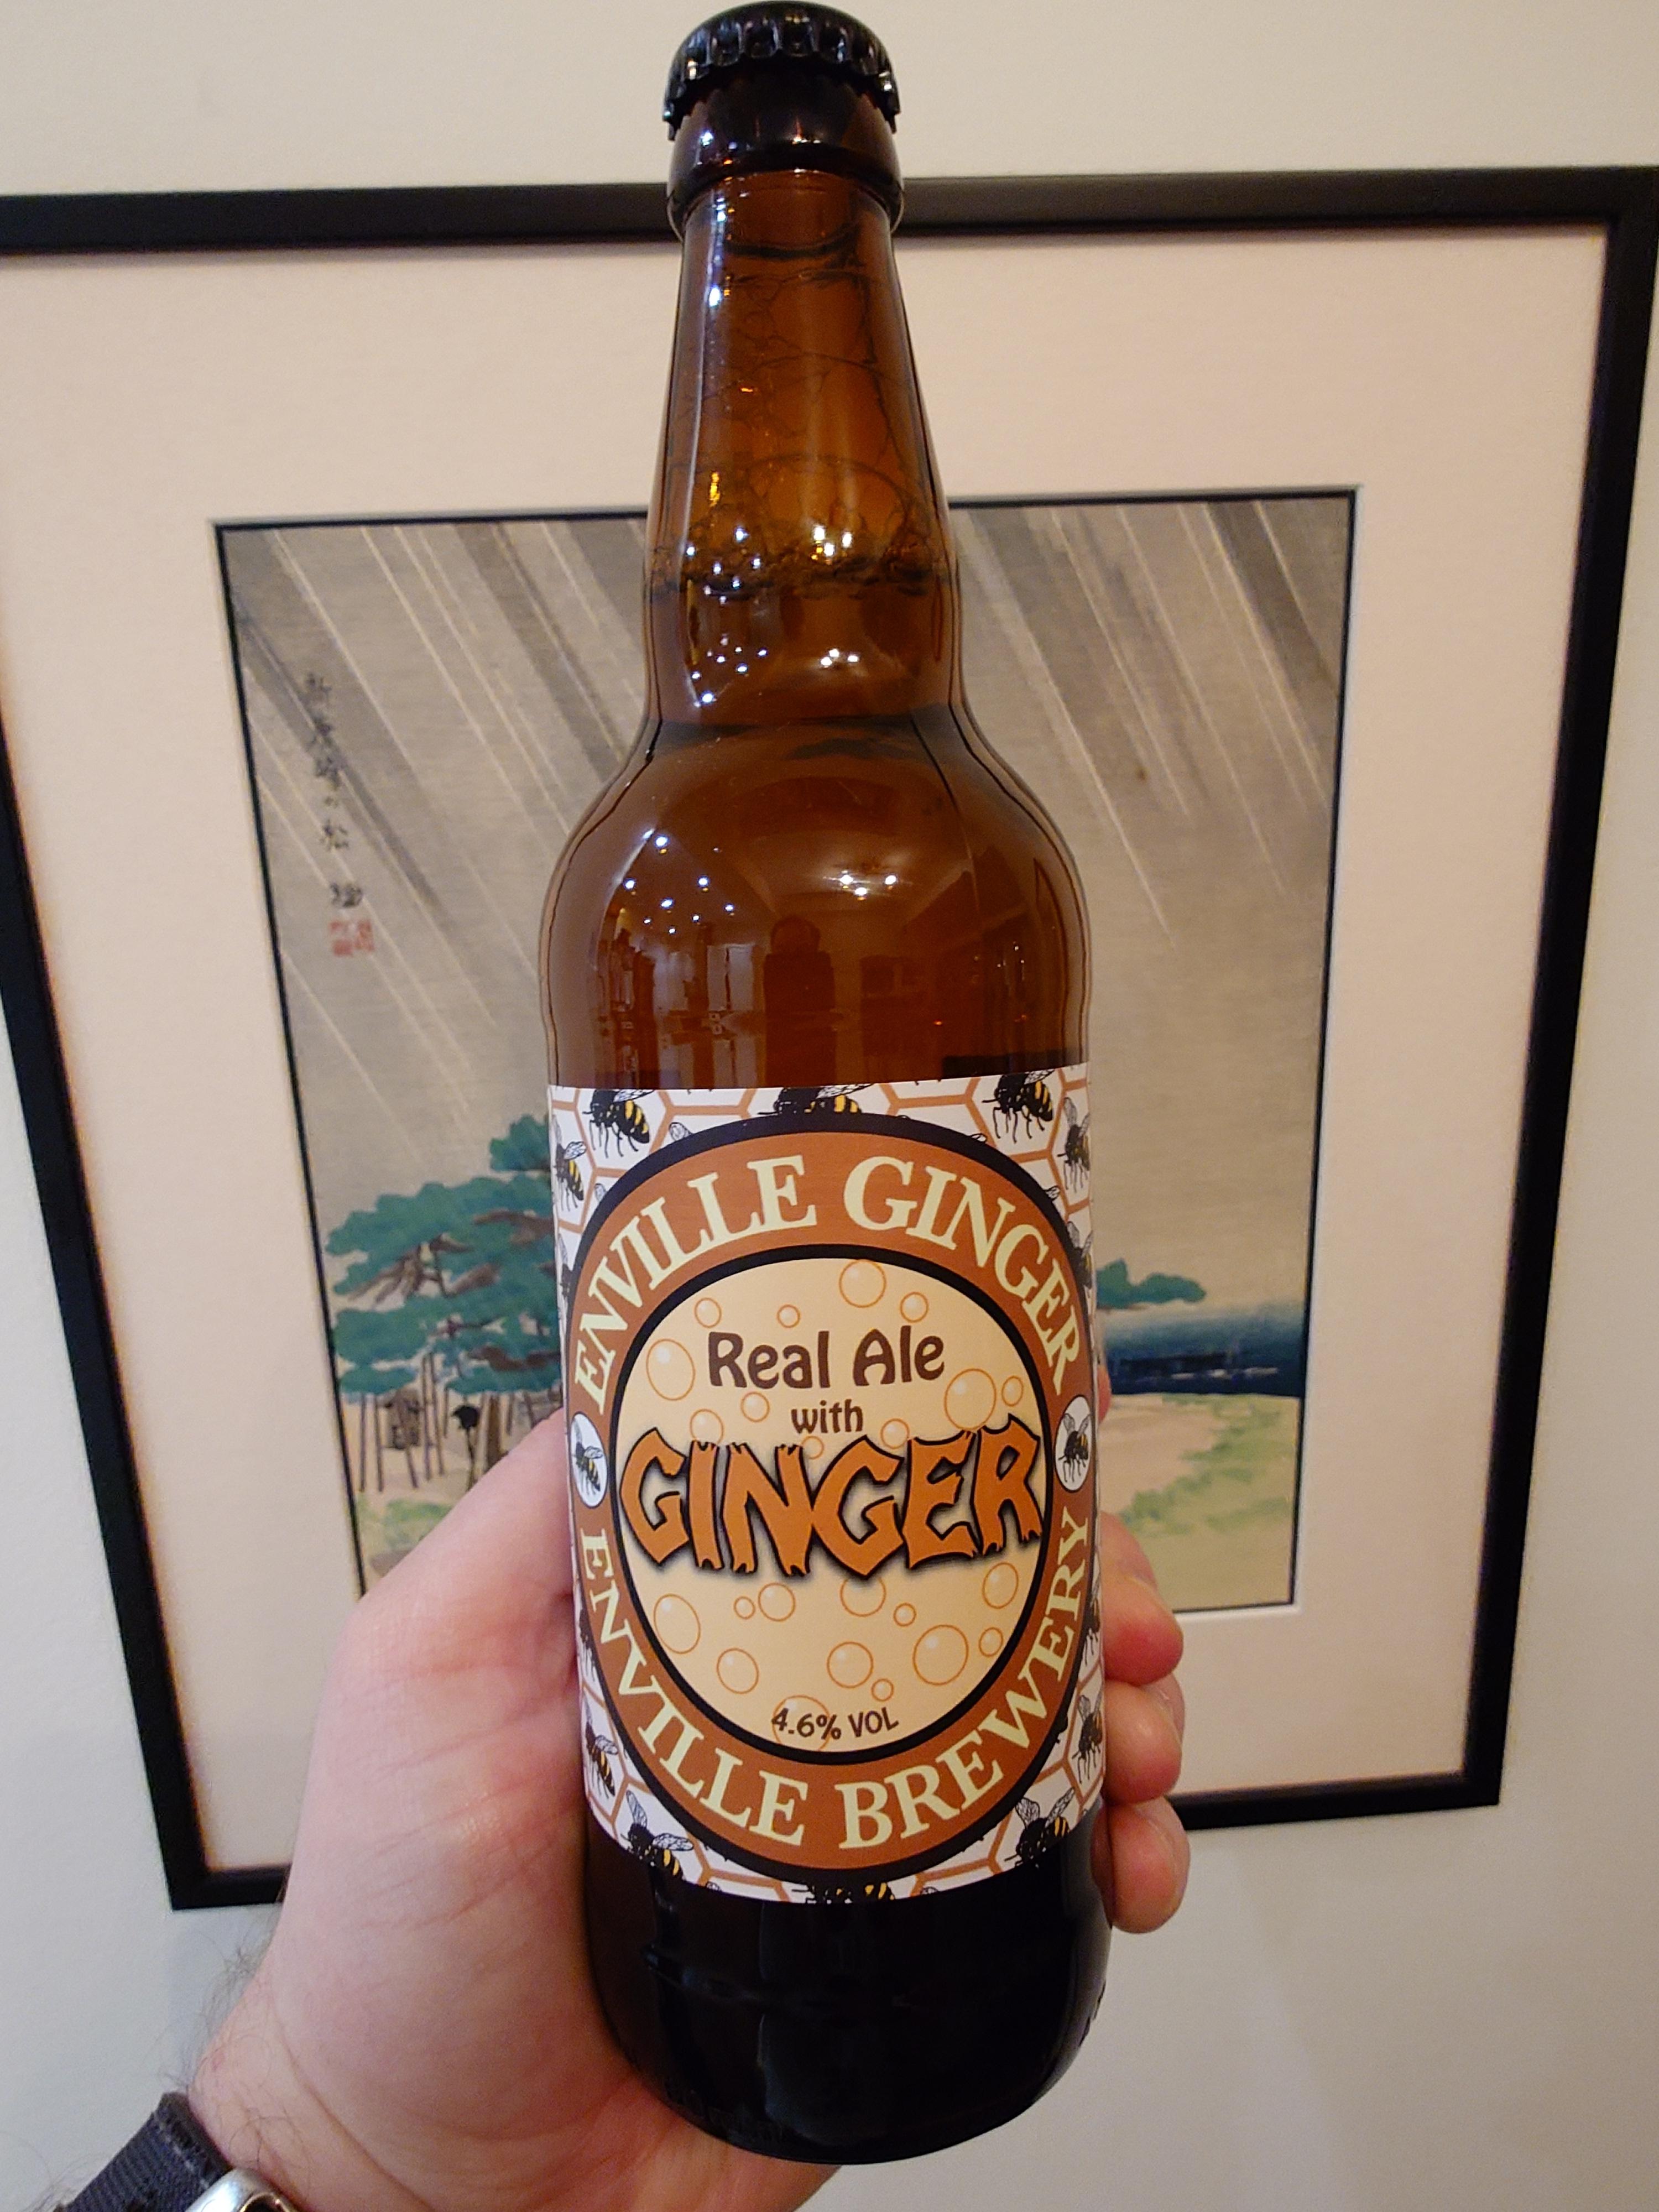 ENVILLE GINGER
Real Ale
with
GINGER
4.6% VOL
ENVILLE BREWERY